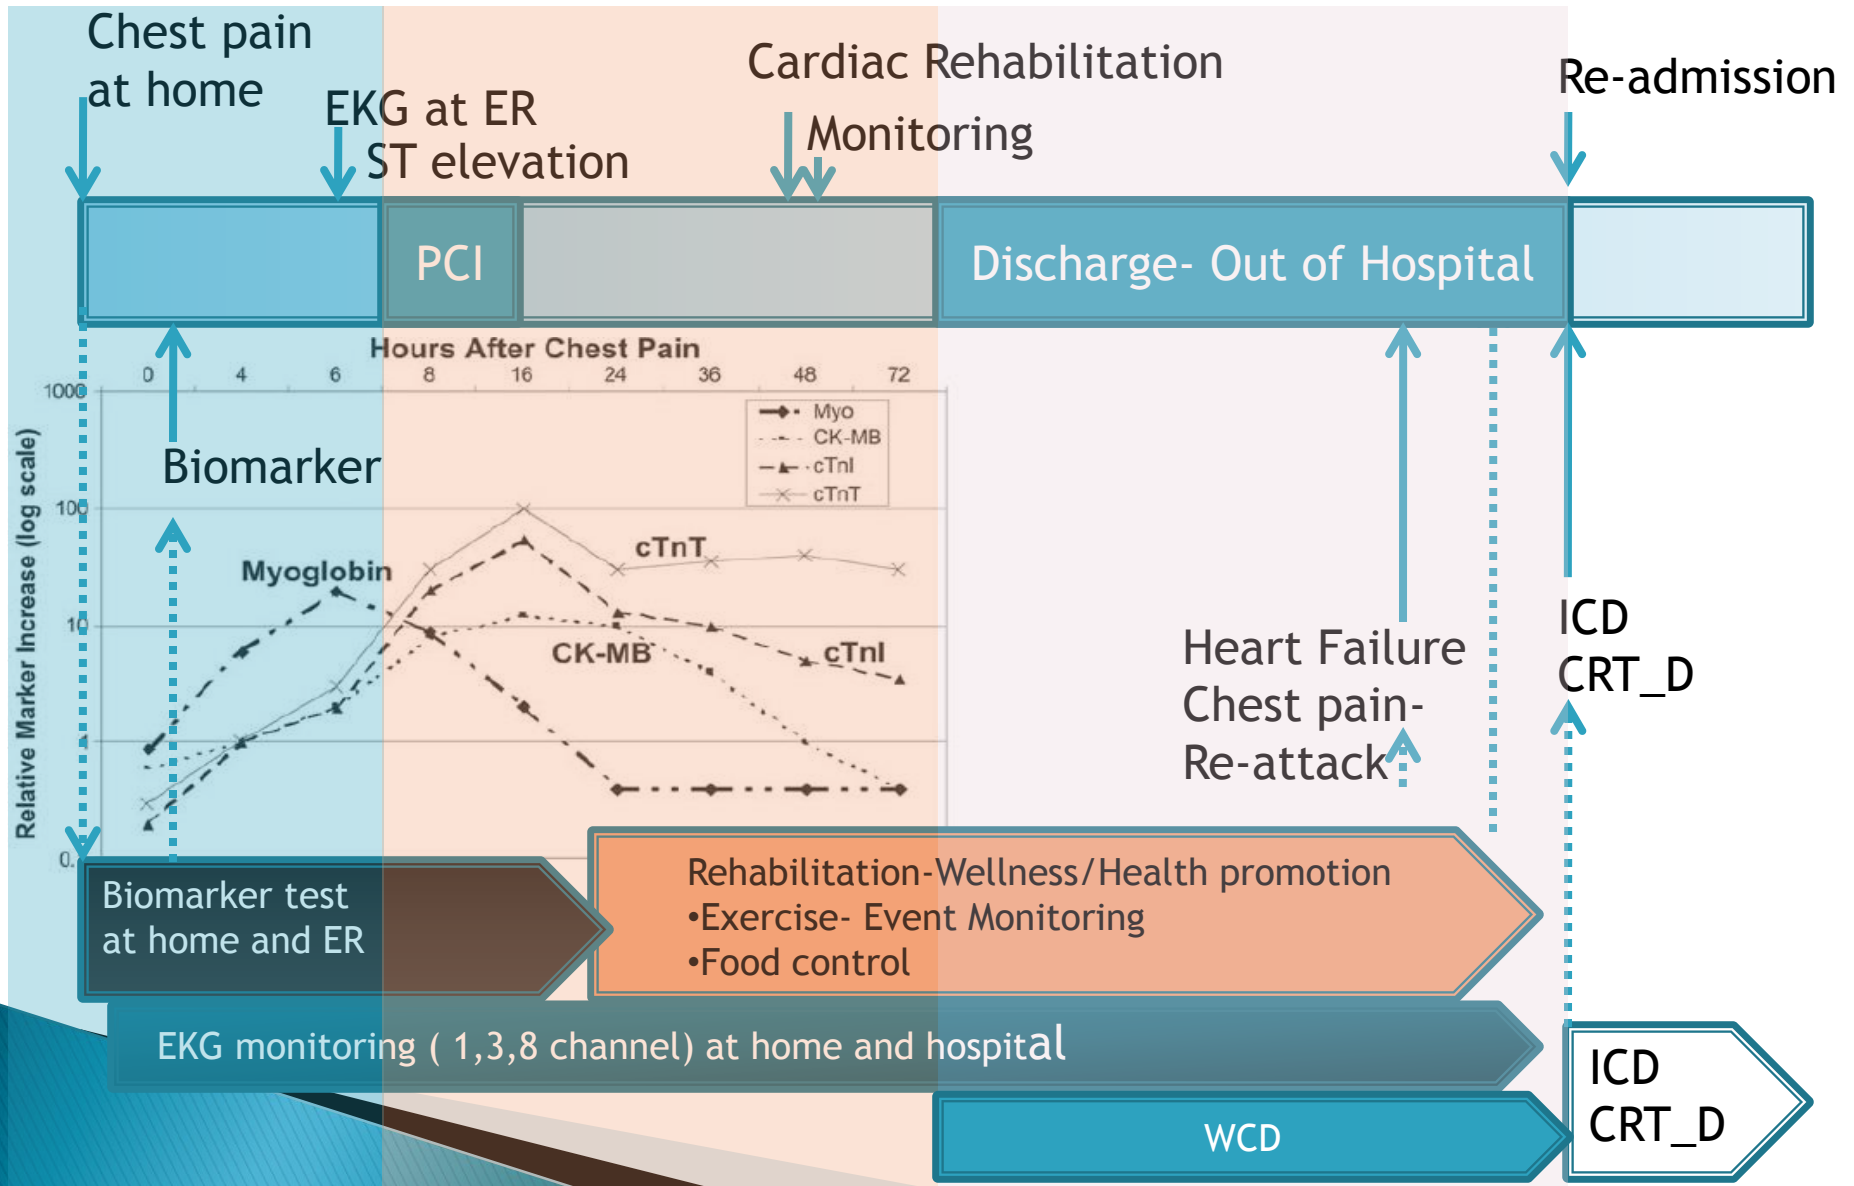 Chest pain
at home
EKG at ER
ST elevation
Cardiac Rehabilitation
Monitoring
Re-admission
PCI
Discharge- Out of Hospital
Hours After Chest Pain
0 4 6 8 16 24 36 48 72
Relative Marker Increase (log scale)
1000
100
10
1
0.
Myo
CK-MB
cTnI
cTnT
Biomarker
Myoglobin
cTnT
CK-MB
cTnI
Heart Failure
Chest pain-
Re-attack
ICD
CRT_D
Biomarker test
at home and ER
Rehabilitation-Wellness/Health promotion
•Exercise- Event Monitoring
•Food control
EKG monitoring ( 1,3,8 channel) at home and hospital
WCD
ICD
CRT_D